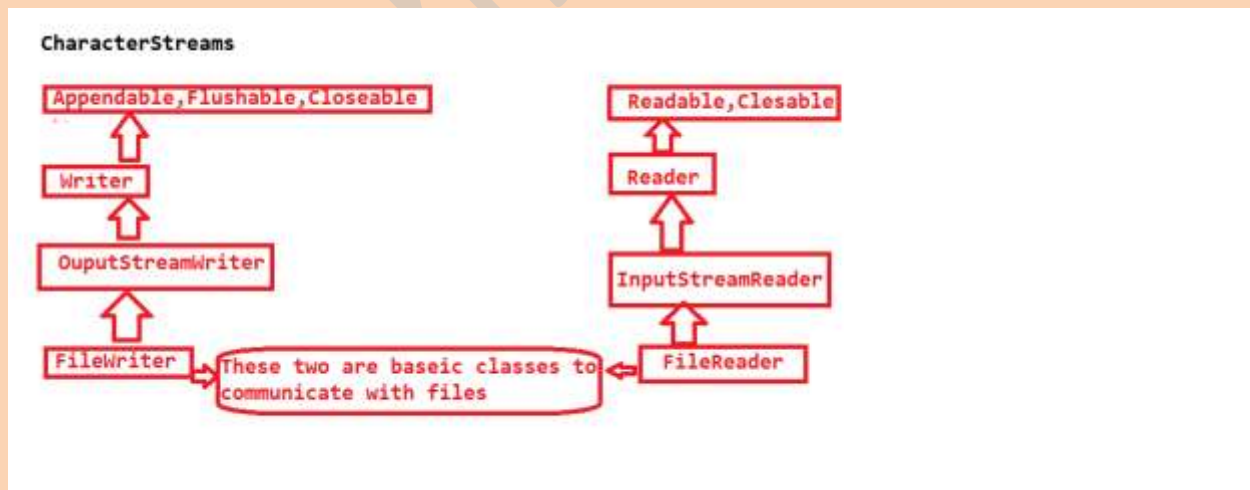 CharacterStreams
Appendable,Flushable,Closeable
Readable,Clesable
Writer
Reader
OuputStreamWriter
InputStreamReader
FileWriter
These two are baseic classes to
communicate with files
FileReader